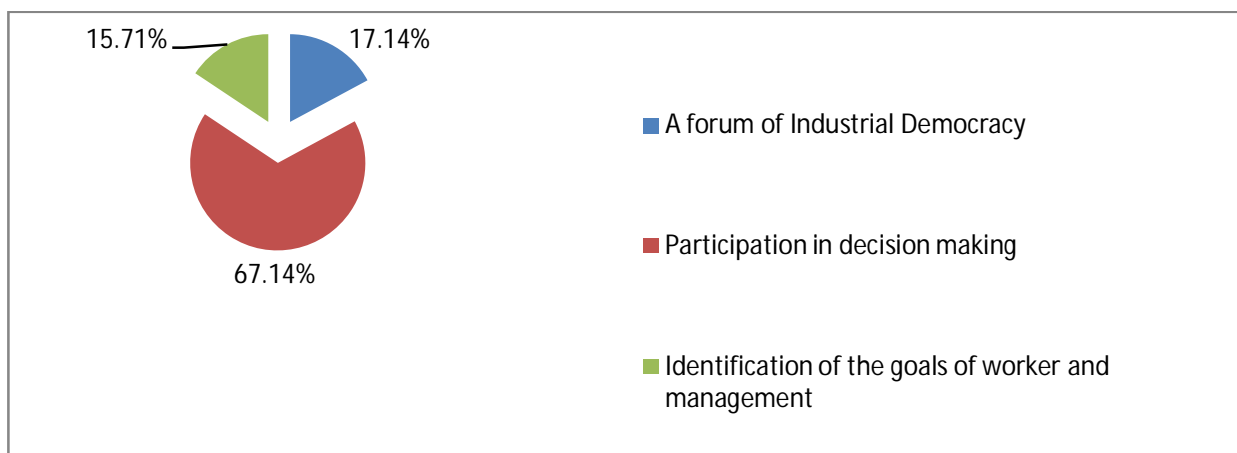 15.71%
17.14%
67.14%
A forum of Industrial Democracy
Participation in decision making
Identification of the goals of worker and
management